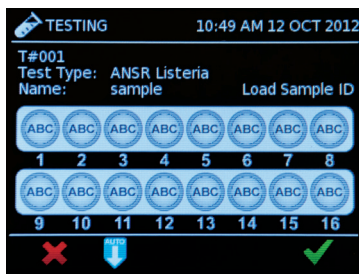 TESTING 10:49 AM 12 OCT 2012
T#001
Test Type: ANSR Listeria
Name: sample Load Sample ID
ABC ABC ABC ABC ABC ABC ABC ABC
1 2 3 4 5 6 7 8
ABC ABC ABC ABC ABC ABC ABC ABC
9 10 11 12 13 14 15 16
AUTO